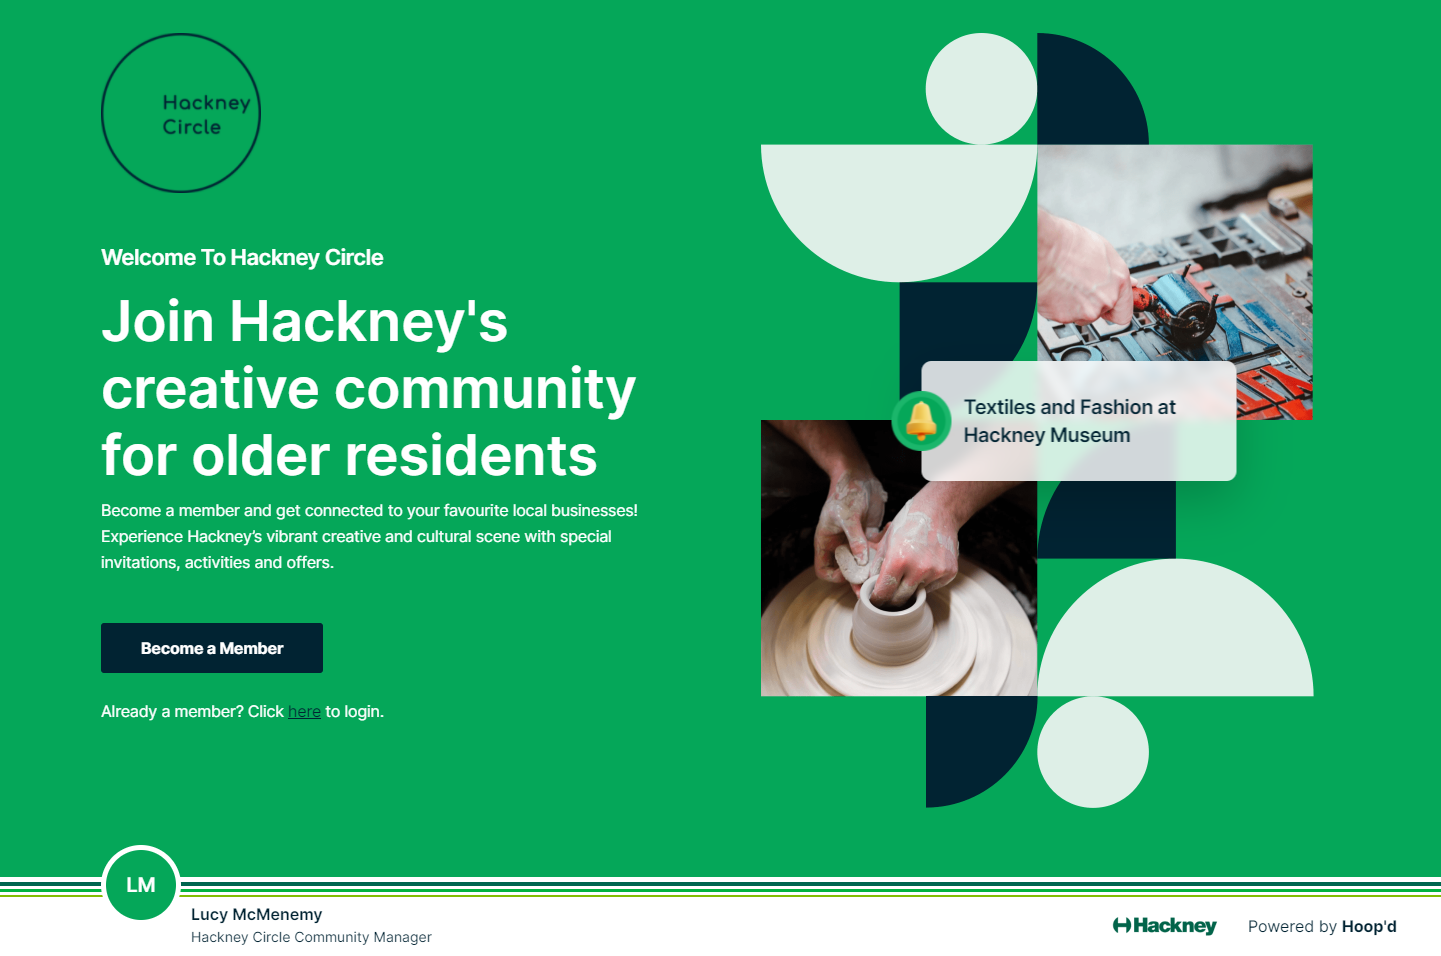 Hackney
Circle
Welcome To Hackney Circle
Join Hackney's
creative community
for older residents
Become a member and get connected to your favourite local businesses!
Experience Hackney’s vibrant creative and cultural scene with special
invitations, activities and offers.
Become a Member
Already a member? Click here to login.
Textiles and Fashion at
Hackney Museum
LM
Lucy McMenemy
Hackney Circle Community Manager
Hackney
Powered by Hoop'd